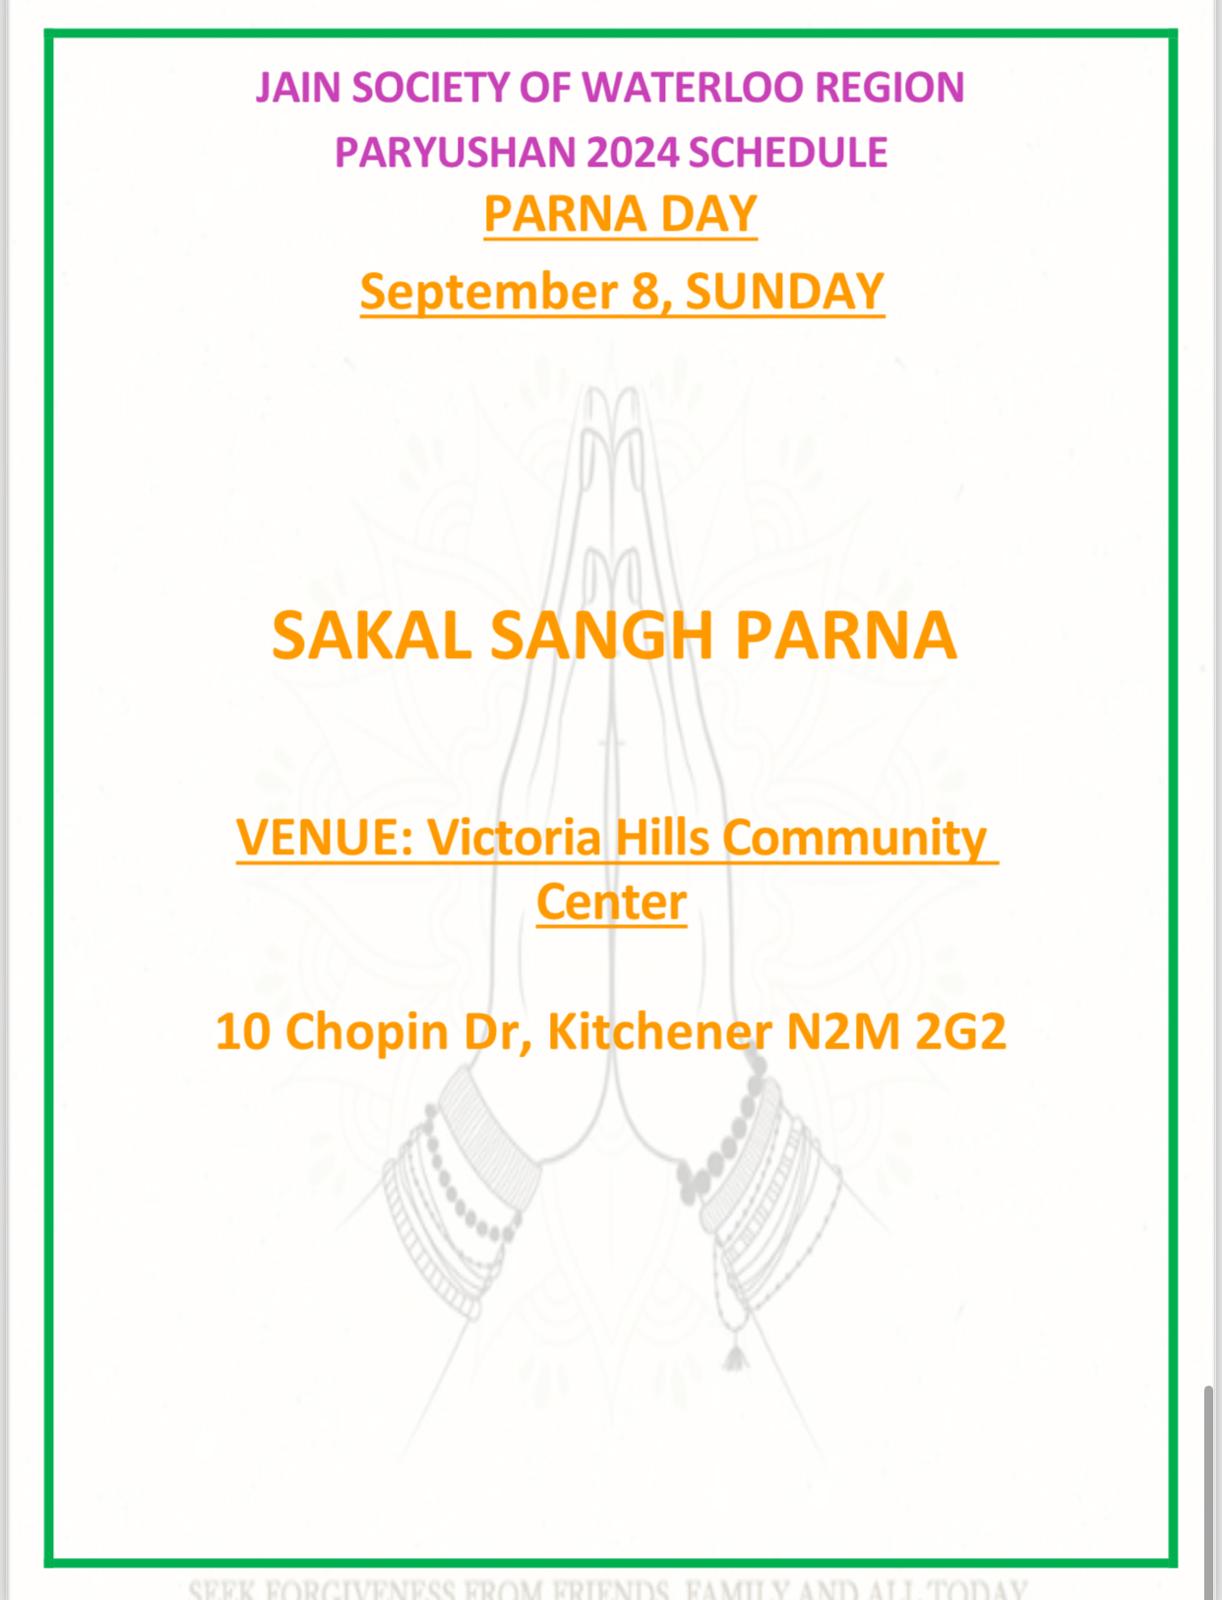 JAIN SOCIETY OF WATERLOO REGION
PARYUSHAN 2024 SCHEDULE
PARNA DAY
September 8, SUNDAY
SAKAL SANGH PARNA
VENUE: Victoria Hills Community
Center
10 Chopin Dr, Kitchener N2M 2G2
SEEK FORGIVENESS FROM FRIENDS, FAMILY AND ALL TODAY